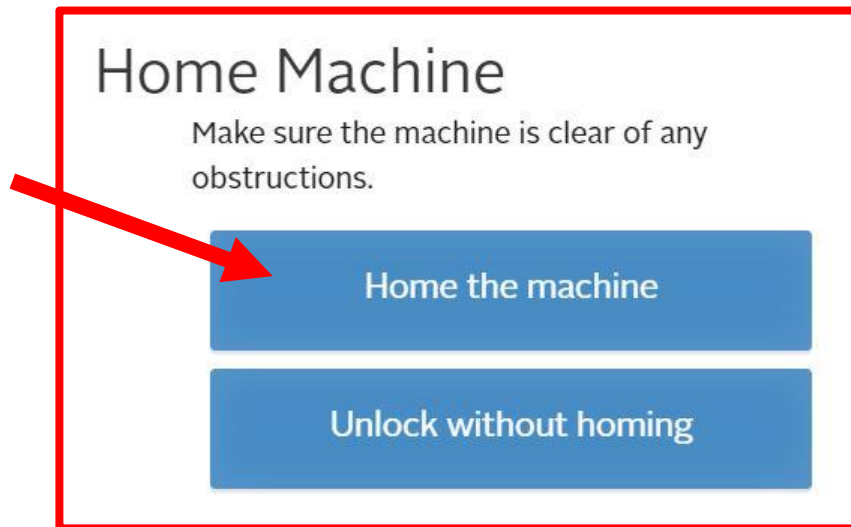 Home Machine
Make sure the machine is clear of any
obstructions.
Home the machine
Unlock without homing